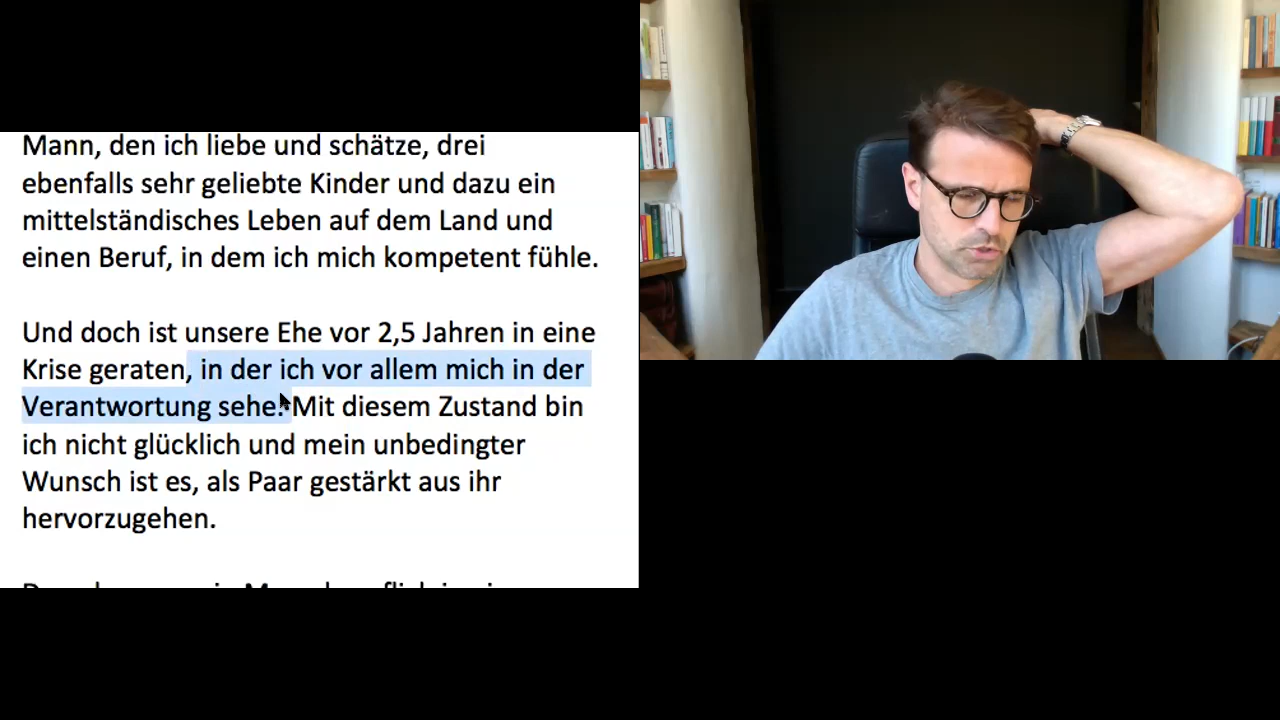 Mann, den ich liebe und schätze, drei
ebenfalls sehr geliebte Kinder und dazu ein
mittelständisches Leben auf dem Land und
einen Beruf, in dem ich mich kompetent fühle.
Und doch ist unsere Ehe vor 2,5 Jahren in eine
Krise geraten, in der ich vor allem mich in der
Verantwortung sehe. Mit diesem Zustand bin
ich nicht glücklich und mein unbedingter
Wunsch ist es, als Paar gestärkt aus ihr
hervorzugehen.